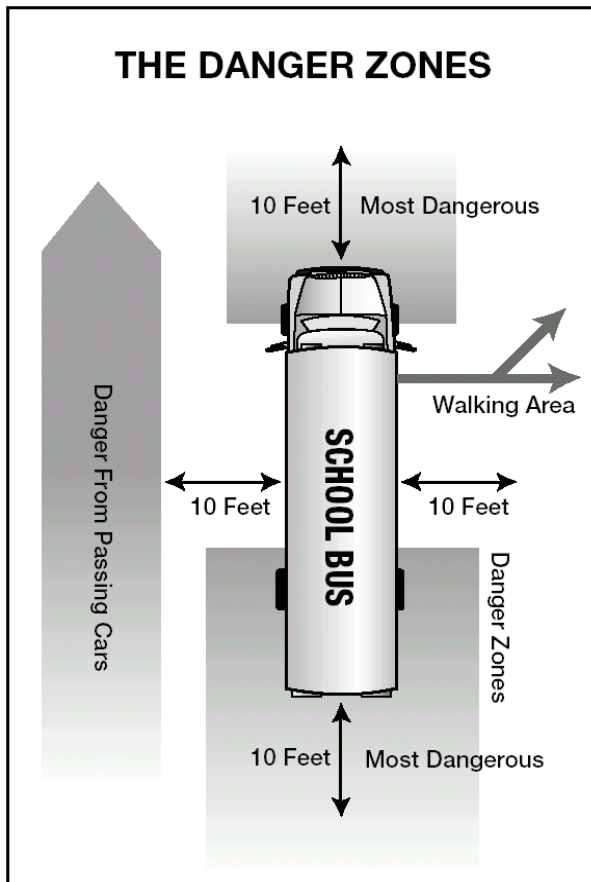 THE DANGER ZONES
10 Feet
Most Dangerous
Walking Area
Danger From Passing Cars
SCHOOL BUS
10 Feet
10 Feet
Danger Zones
10 Feet
Most Dangerous